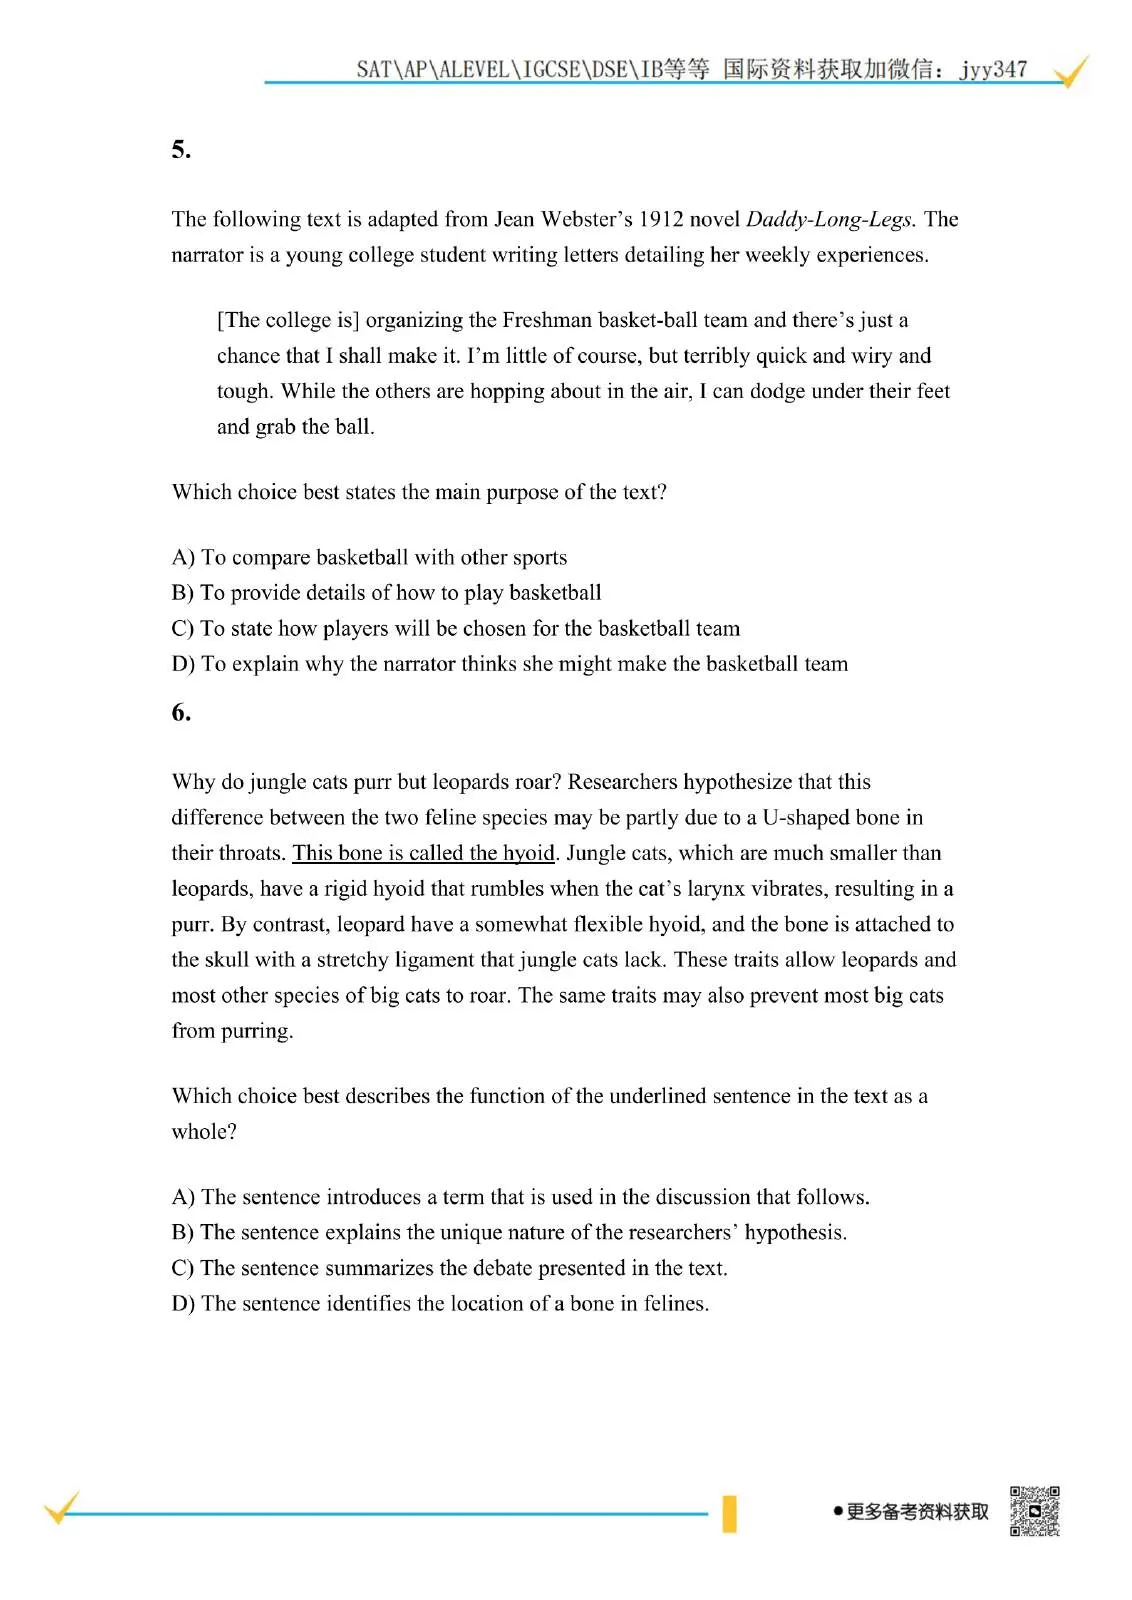 SAT\AP\ALEVEL\IGCSE\DSE\IB等等 国际资料获取加微信：jyy347
5.
The following text is adapted from Jean Webster’s 1912 novel Daddy-Long-Legs. The
narrator is a young college student writing letters detailing her weekly experiences.
[The college is] organizing the Freshman basket-ball team and there’s just a
chance that I shall make it. I’m little of course, but terribly quick and wiry and
tough. While the others are hopping about in the air, I can dodge under their feet
and grab the ball.
Which choice best states the main purpose of the text?
A) To compare basketball with other sports
B) To provide details of how to play basketball
C) To state how players will be chosen for the basketball team
D) To explain why the narrator thinks she might make the basketball team
6.
Why do jungle cats purr but leopards roar? Researchers hypothesize that this
difference between the two feline species may be partly due to a U-shaped bone in
their throats. This bone is called the hyoid. Jungle cats, which are much smaller than
leopards, have a rigid hyoid that rumbles when the cat’s larynx vibrates, resulting in a
purr. By contrast, leopard have a somewhat flexible hyoid, and the bone is attached to
the skull with a stretchy ligament that jungle cats lack. These traits allow leopards and
most other species of big cats to roar. The same traits may also prevent most big cats
from purring.
Which choice best describes the function of the underlined sentence in the text as a
whole?
A) The sentence introduces a term that is used in the discussion that follows.
B) The sentence explains the unique nature of the researchers’ hypothesis.
C) The sentence summarizes the debate presented in the text.
D) The sentence identifies the location of a bone in felines.
●更多备考资料获取